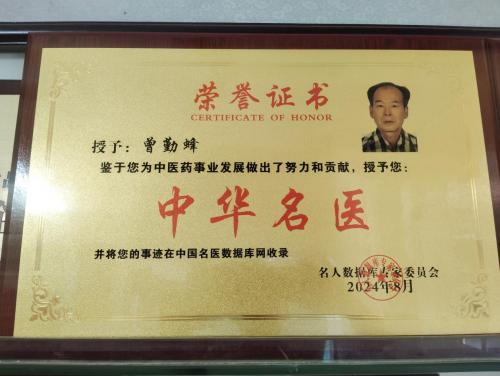 荣誉证书
CERTIFICATE OF HONOR
授予：曾勤蜂
鉴于您为中医药事业发展做出了努力和贡献，授予您：
中华名医
并将您的事迹在中国名医数据库网收录
名人数据库专家委员会
2024年8月